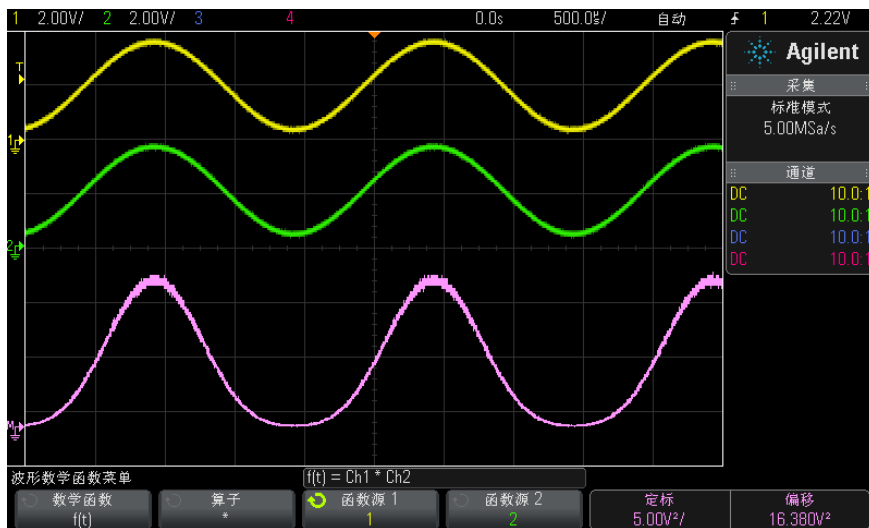 1 2.00V/ 2 2.00V/ 3 4 0.0s 500.0µs/ 自动 1 2.22V
Agilent
采集
标准模式
5.00MSa/s
通道
DC 10.0:1
DC 10.0:1
DC 10.0:1
DC 10.0:1
T
1
2
M
波形数学函数菜单
f(t) = Ch1 * Ch2
数学函数
f(t)
算子
*
函数源 1
1
函数源 2
2
定标
5.00V²/
偏移
16.380V²